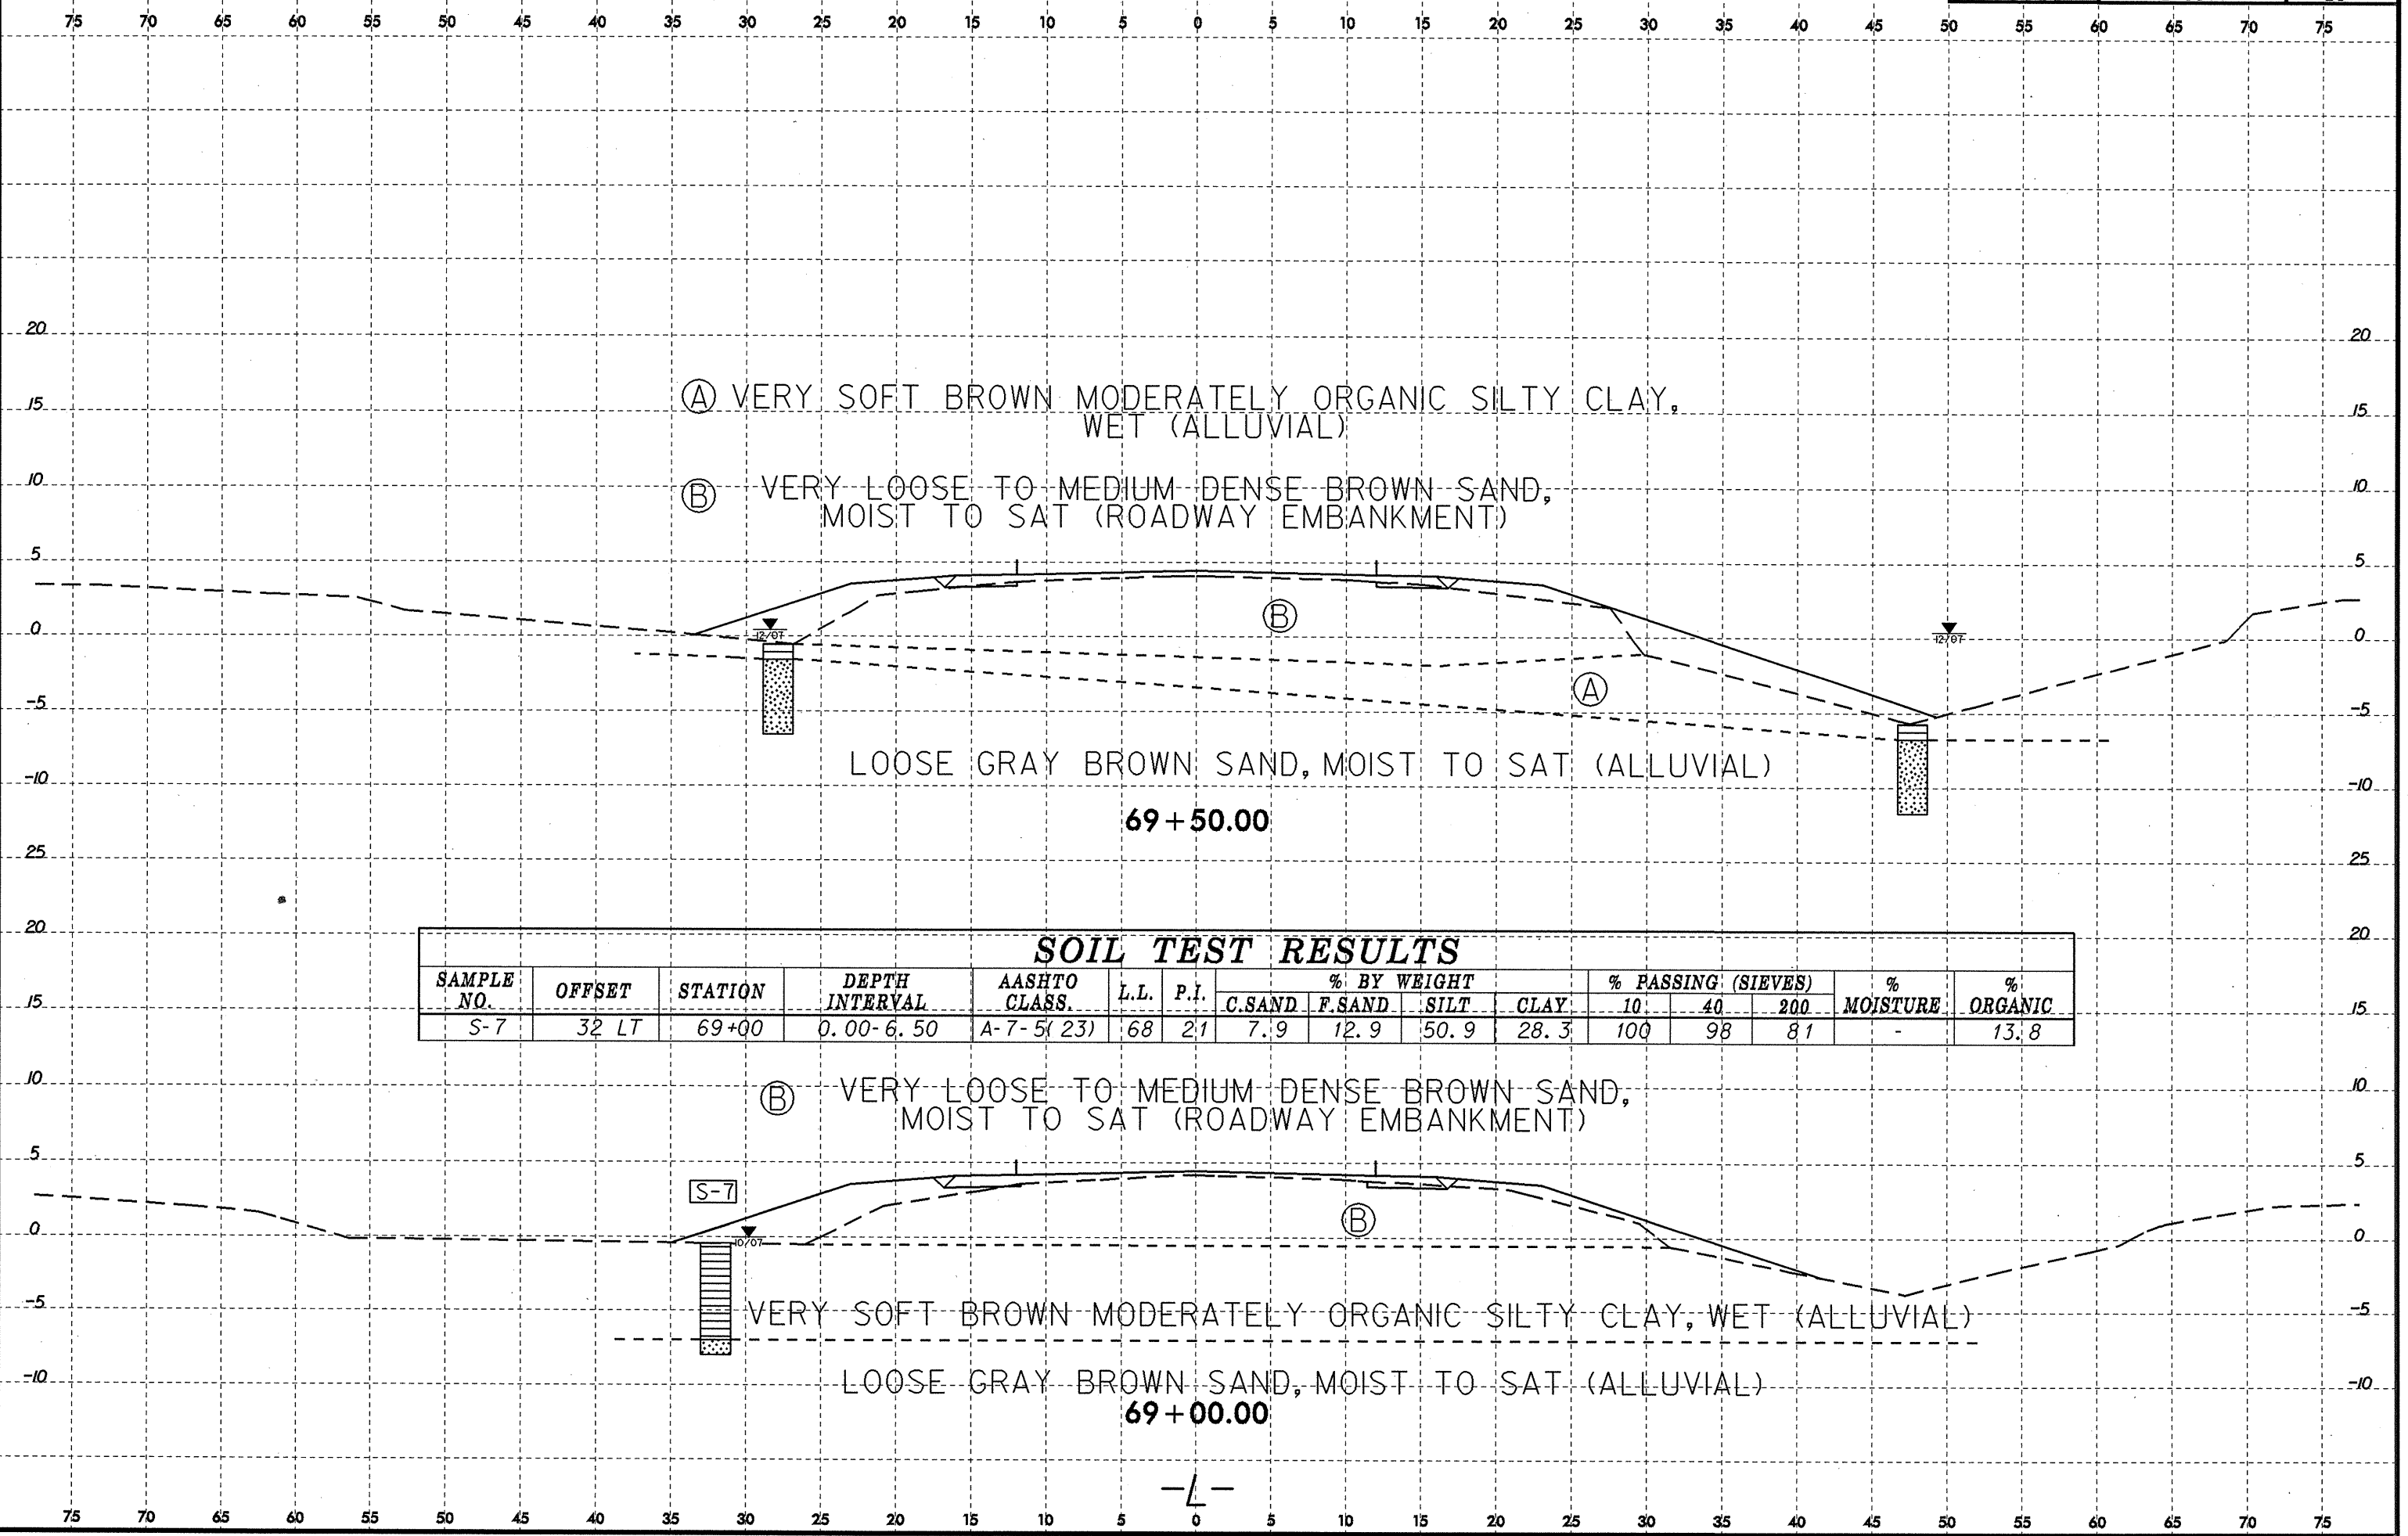 75 70 65 60 55 50 45 40 35 30 25 20 15 10 5 0 5 10 15 20 25 30 35 40 45 50 55 60 65 70 75
20 20
Ⓐ VERY SOFT BROWN MODERATELY ORGANIC SILTY CLAY,
15 15
WET (ALLUVIAL)
10 10
Ⓑ VERY LOOSE TO MEDIUM DENSE BROWN SAND,
MOIST TO SAT (ROADWAY EMBANKMENT)
5 5
Ⓑ
0 12/07 12/07 0
Ⓐ
-5 -5
LOOSE GRAY BROWN SAND, MOIST TO SAT (ALLUVIAL)
-10 -10
69+50.00
25 25
20 20
SOIL TEST RESULTS
SAMPLE NO. OFFSET STATION DEPTH INTERVAL AASHTO CLASS. L.L. P.I. % BY WEIGHT % PASSING (SIEVES) % MOISTURE % ORGANIC
C.SAND F.SAND SILT CLAY 10 40 200
15 15
S-7 32 LT 69+00 0.00-6.50 A-7-5(23) 68 21 7.9 12.9 50.9 28.3 100 98 81 - 13.8
10 10
Ⓑ VERY LOOSE TO MEDIUM DENSE BROWN SAND,
MOIST TO SAT (ROADWAY EMBANKMENT)
5 5
S-7
Ⓑ
0 10/07 0
-5 -5
VERY SOFT BROWN MODERATELY ORGANIC SILTY CLAY, WET (ALLUVIAL)
-10 -10
LOOSE GRAY BROWN SAND, MOIST TO SAT (ALLUVIAL)
69+00.00
-L-
75 70 65 60 55 50 45 40 35 30 25 20 15 10 5 0 5 10 15 20 25 30 35 40 45 50 55 60 65 70 75